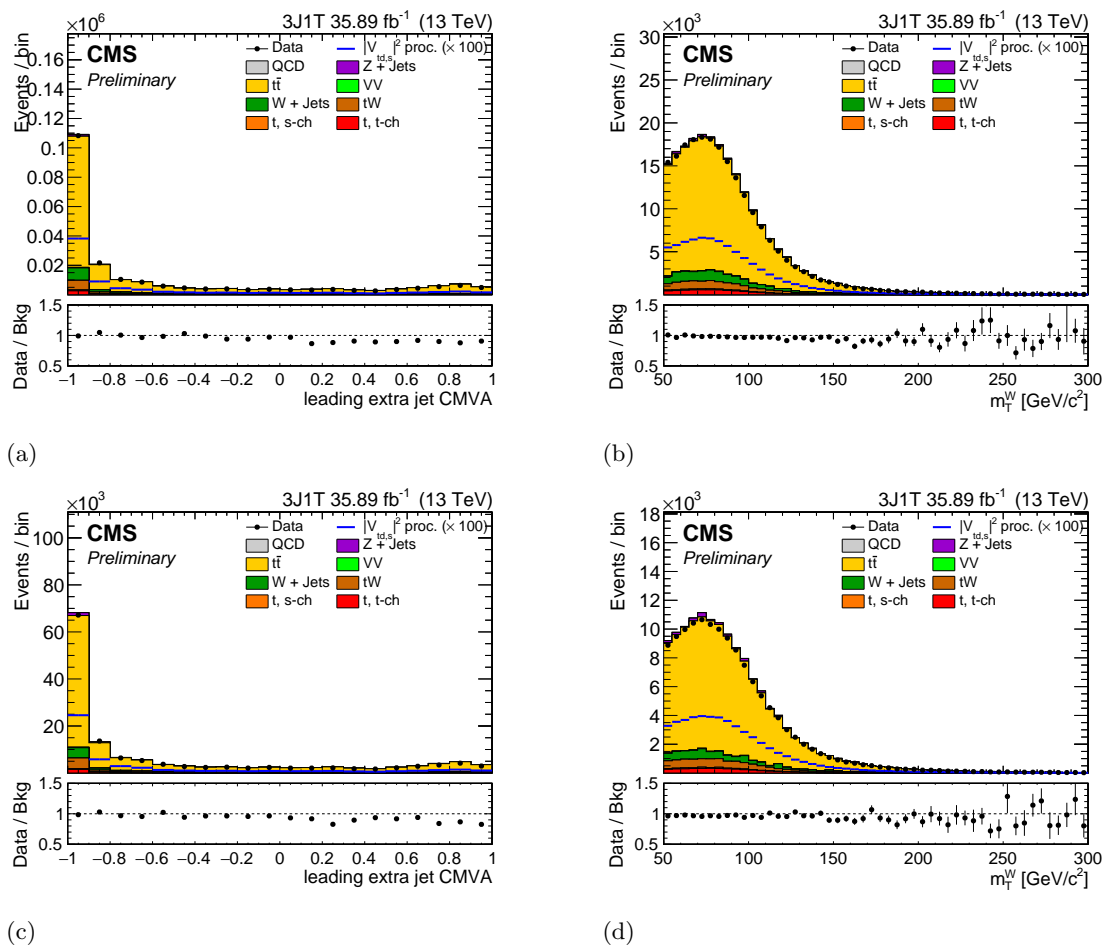 ×10⁶ 3J1T 35.89 fb⁻¹ (13 TeV)
Events / bin
0.16
0.14
0.12
0.1
0.08
0.06
0.04
0.02
CMS
Preliminary
Data |V_td,s|² proc. (× 100)
QCD Z + Jets
tt̄ VV
W + Jets tW
t, s-ch t, t-ch
Data / Bkg
1.5
1
0.5
−1 −0.8 −0.6 −0.4 −0.2 0 0.2 0.4 0.6 0.8 1
leading extra jet CMVA
(a)
×10³ 3J1T 35.89 fb⁻¹ (13 TeV)
Events / bin
30
25
20
15
10
5
CMS
Preliminary
Data |V_td,s|² proc. (× 100)
QCD Z + Jets
tt̄ VV
W + Jets tW
t, s-ch t, t-ch
Data / Bkg
1.5
1
0.5
50 100 150 200 250 300
m_T^W [GeV/c²]
(b)
×10³ 3J1T 35.89 fb⁻¹ (13 TeV)
Events / bin
100
80
60
40
20
CMS
Preliminary
Data |V_td,s|² proc. (× 100)
QCD Z + Jets
tt̄ VV
W + Jets tW
t, s-ch t, t-ch
Data / Bkg
1.5
1
0.5
−1 −0.8 −0.6 −0.4 −0.2 0 0.2 0.4 0.6 0.8 1
leading extra jet CMVA
(c)
×10³ 3J1T 35.89 fb⁻¹ (13 TeV)
Events / bin
18
16
14
12
10
8
6
4
2
CMS
Preliminary
Data |V_td,s|² proc. (× 100)
QCD Z + Jets
tt̄ VV
W + Jets tW
t, s-ch t, t-ch
Data / Bkg
1.5
1
0.5
50 100 150 200 250 300
m_T^W [GeV/c²]
(d)